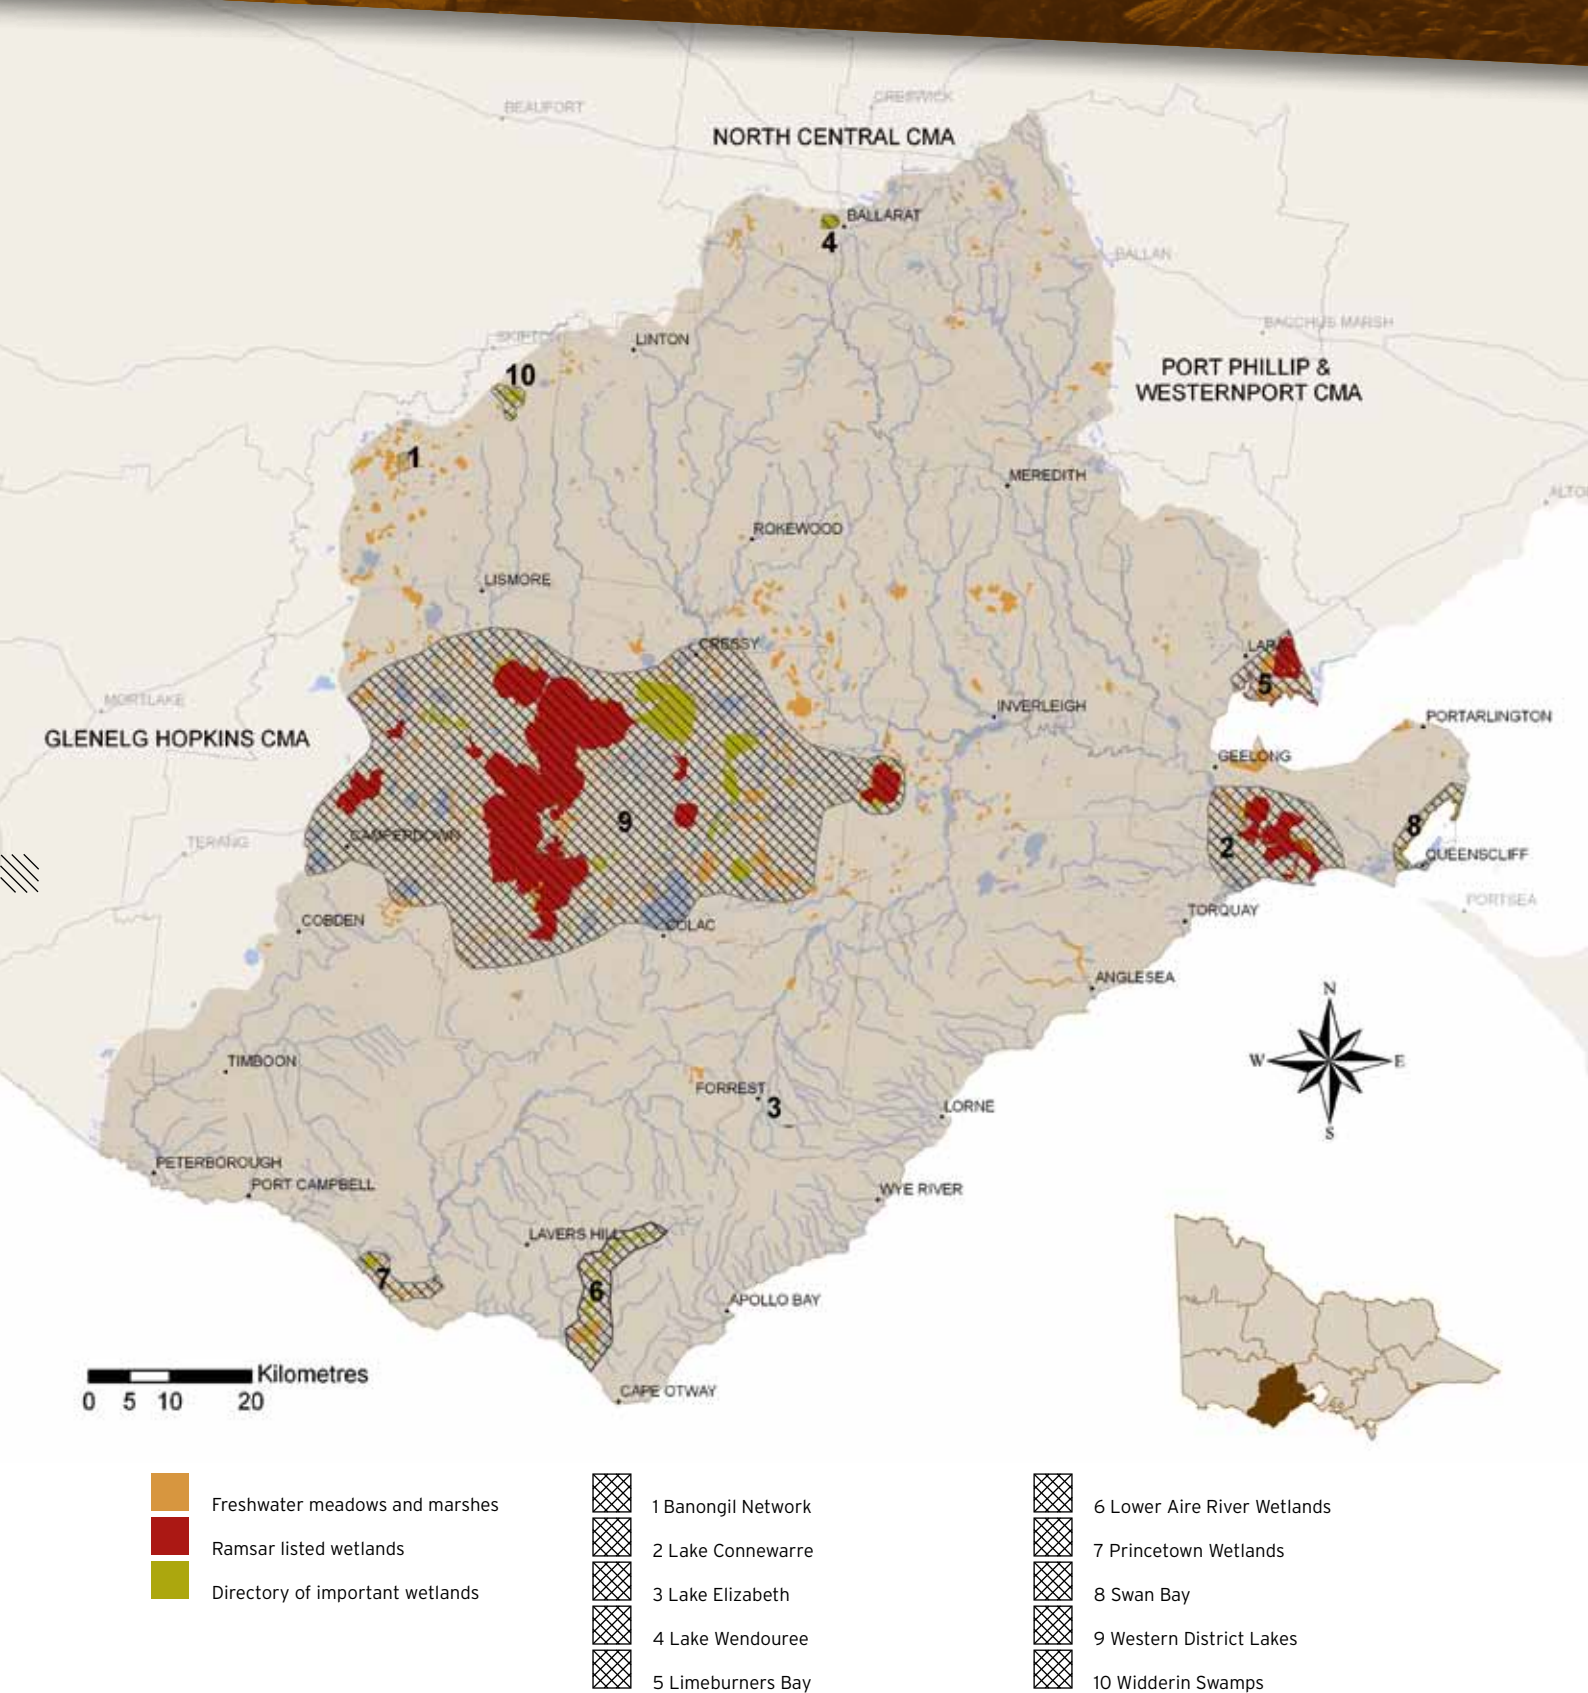 BEAUFORT
CRESWICK
NORTH CENTRAL CMA
BALLARAT
4
BALLAN
BACCHUS MARSH
SKIPTON
LINTON
PORT PHILLIP &
WESTERNPORT CMA
10
1
MEREDITH
ROKEWOOD
LISMORE
CRESSY
LARA
5
MORTLAKE
INVERLEIGH
PORTARLINGTON
GLENELG HOPKINS CMA
GEELONG
9
CAMPERDOWN
TERANG
2
8
QUEENSCLIFF
PORTSEA
COBDEN
COLAC
TORQUAY
ANGLESEA
N
W
E
S
TIMBOON
FORREST
3
LORNE
PETERBOROUGH
PORT CAMPBELL
WYE RIVER
LAVERS HILL
7
6
APOLLO BAY
CAPE OTWAY
Kilometres
0 5 10 20
Freshwater meadows and marshes
Ramsar listed wetlands
Directory of important wetlands
1 Banongil Network
2 Lake Connewarre
3 Lake Elizabeth
4 Lake Wendouree
5 Limeburners Bay
6 Lower Aire River Wetlands
7 Princetown Wetlands
8 Swan Bay
9 Western District Lakes
10 Widderin Swamps